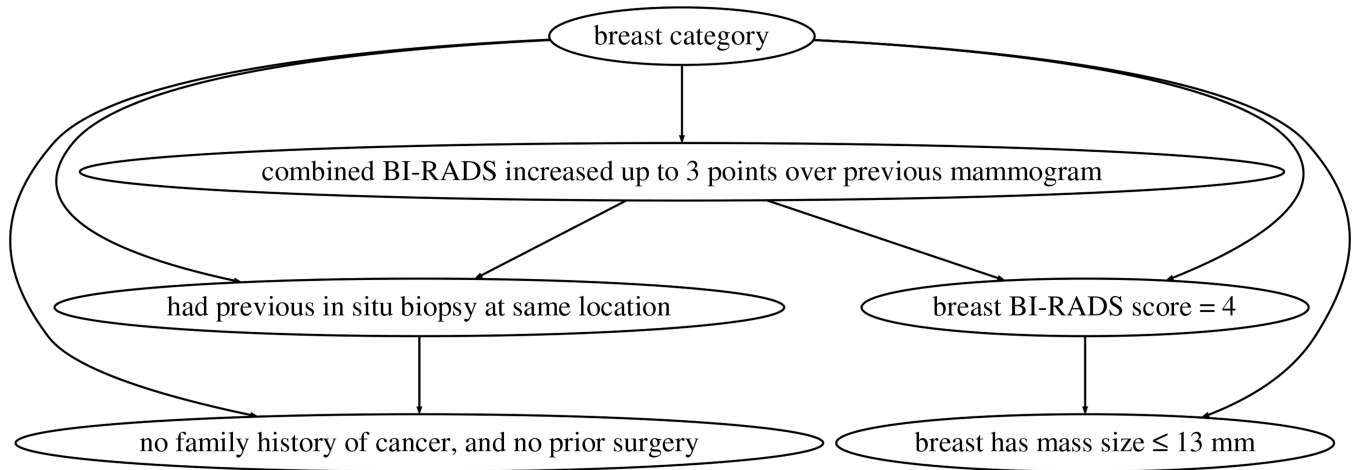 breast category
combined BI-RADS increased up to 3 points over previous mammogram
had previous in situ biopsy at same location
breast BI-RADS score = 4
no family history of cancer, and no prior surgery
breast has mass size ≤ 13 mm